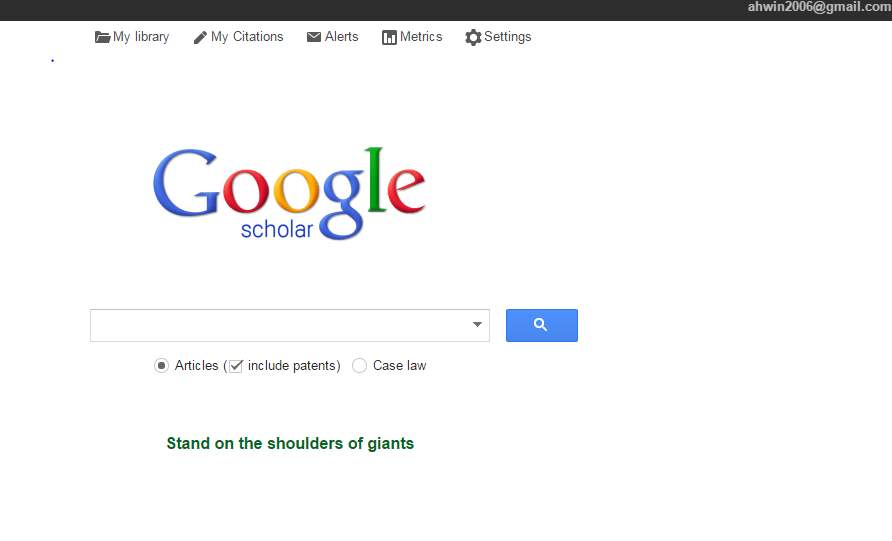 ahwin2006@gmail.com
My library My Citations Alerts Metrics Settings
Google
scholar
Articles ( include patents) Case law
Stand on the shoulders of giants